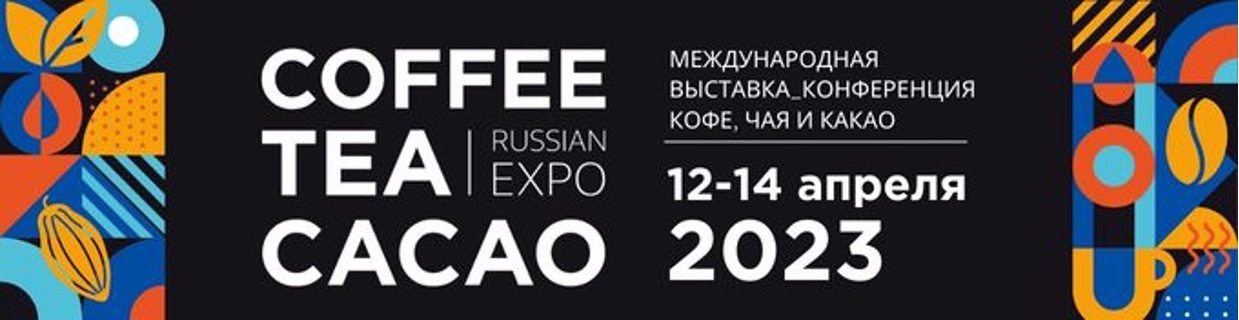 COFFEE
TEA
RUSSIAN
EXPO
CACAO
МЕЖДУНАРОДНАЯ
ВЫСТАВКА_КОНФЕРЕНЦИЯ
КОФЕ, ЧАЯ И КАКАО
12-14 апреля
2023